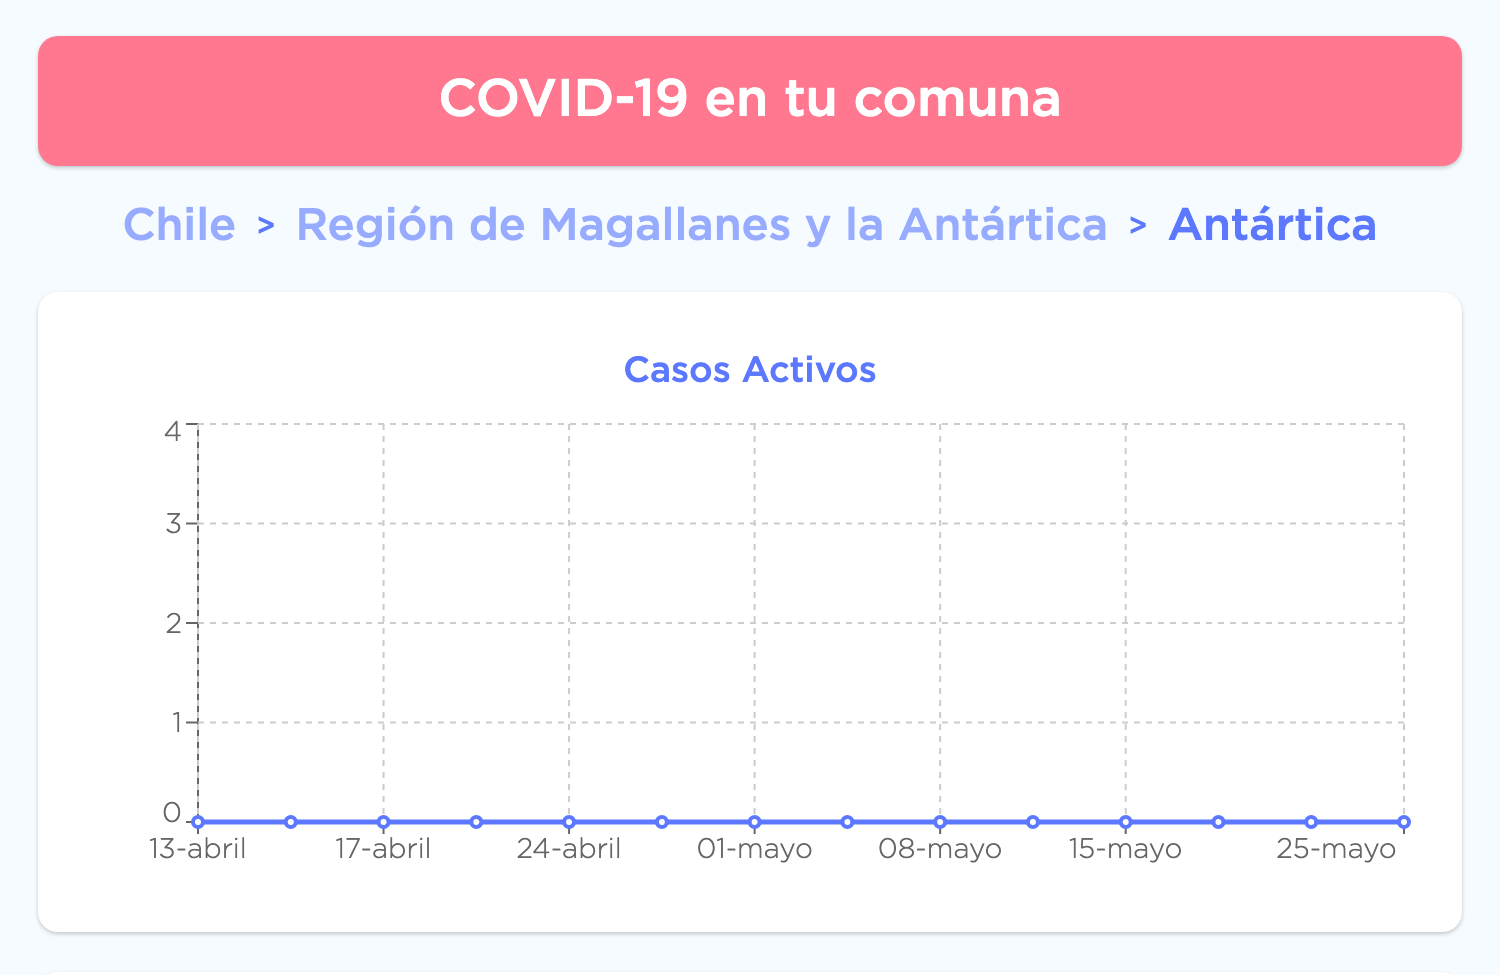 COVID-19 en tu comuna
Chile > Región de Magallanes y la Antártica > Antártica
Casos Activos
4
3
2
1
0
13-abril 17-abril 24-abril 01-mayo 08-mayo 15-mayo 25-mayo